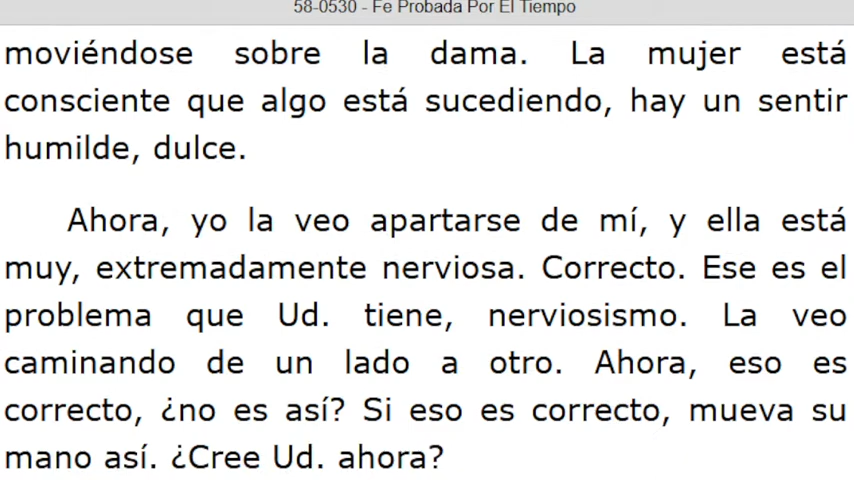 58-0530 - Fe Probada Por El Tiempo
moviéndose sobre la dama. La mujer está
consciente que algo está sucediendo, hay un sentir
humilde, dulce.
Ahora, yo la veo apartarse de mí, y ella está
muy, extremadamente nerviosa. Correcto. Ese es el
problema que Ud. tiene, nerviosismo. La veo
caminando de un lado a otro. Ahora, eso es
correcto, ¿no es así? Si eso es correcto, mueva su
mano así. ¿Cree Ud. ahora?